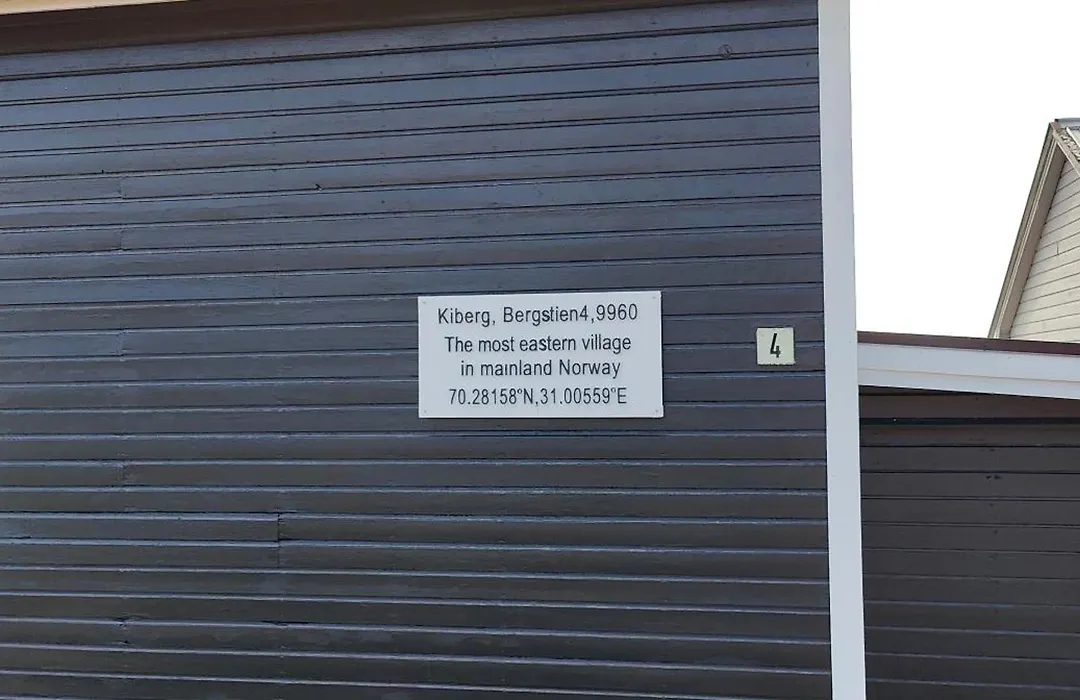 Kiberg, Bergstien4,9960
The most eastern village
in mainland Norway
70.28158°N,31.00559°E
4